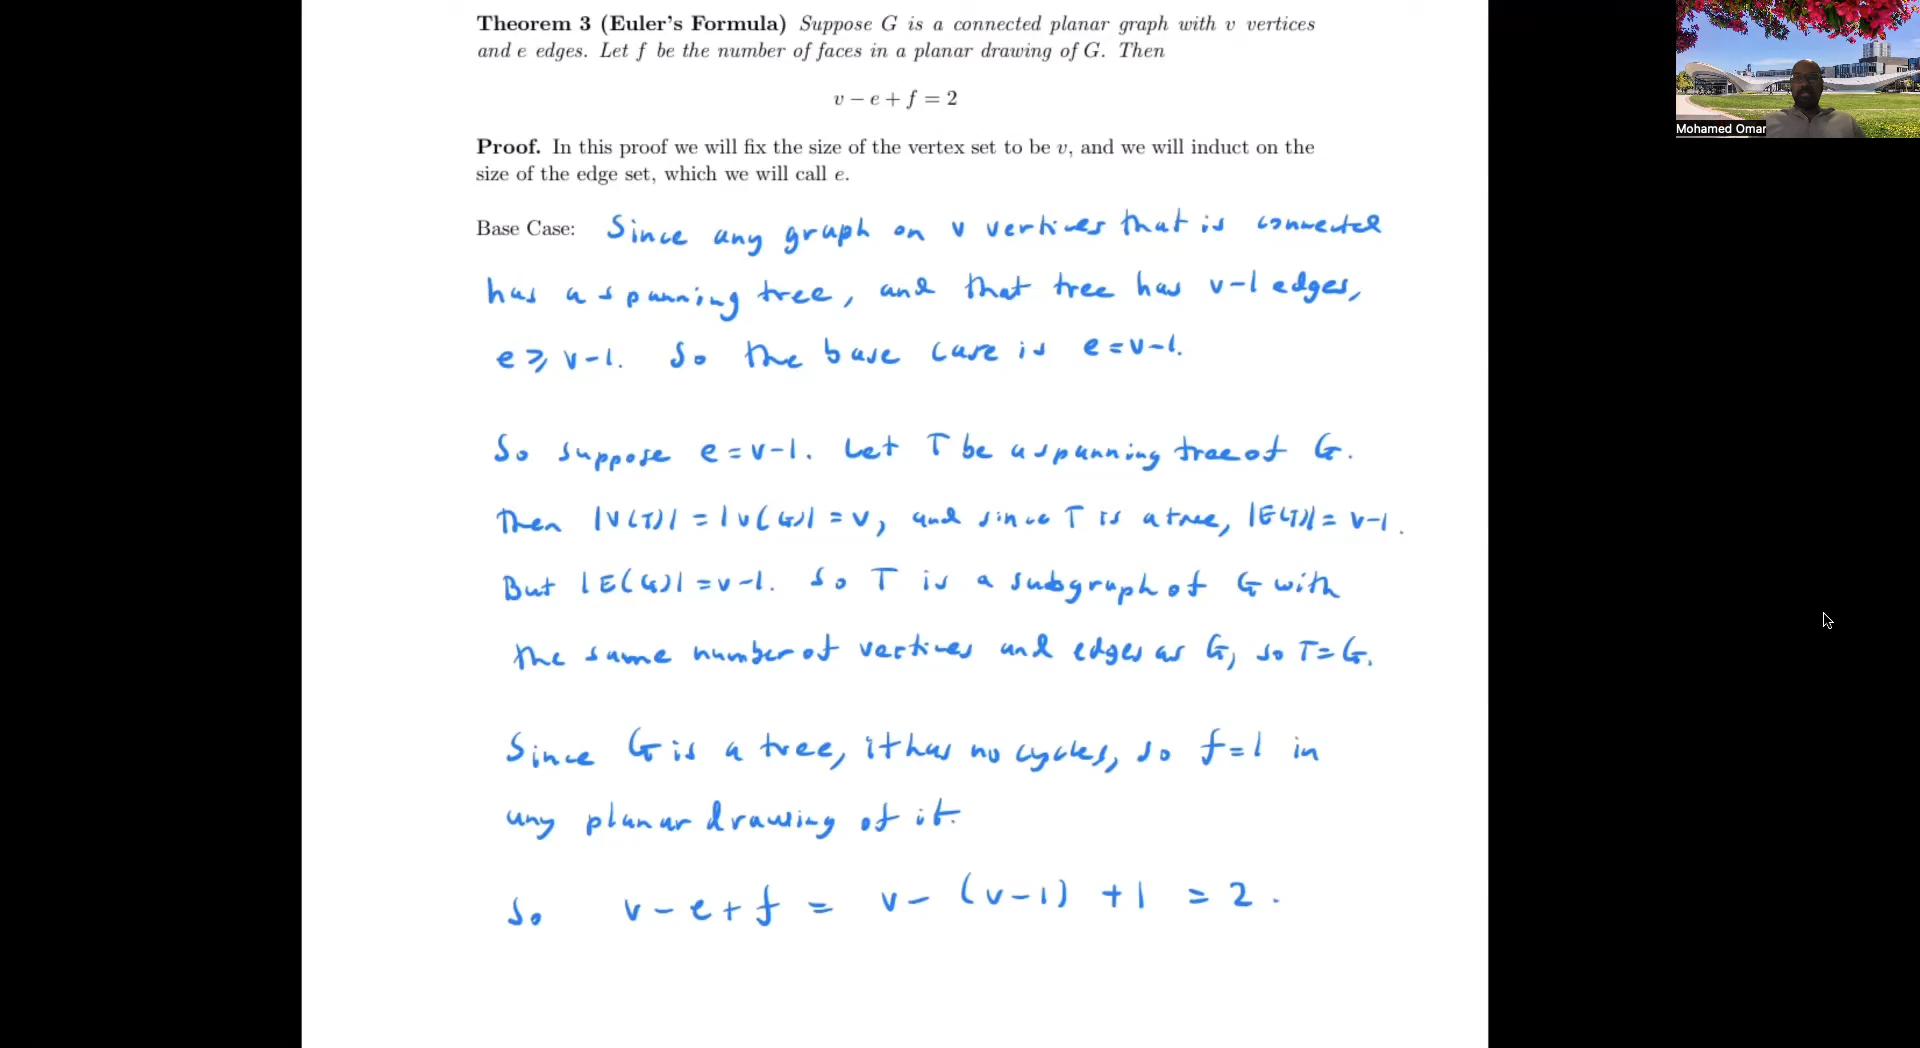 Theorem 3 (Euler's Formula) Suppose G is a connected planar graph with v vertices
and e edges. Let f be the number of faces in a planar drawing of G. Then
v − e + f = 2
Proof. In this proof we will fix the size of the vertex set to be v, and we will induct on the
size of the edge set, which we will call e.
Base Case: Since any graph on v vertices that is connected
has a spanning tree, and that tree has v-1 edges,
e ≥ v-1. So the base case is e=v-1.
So suppose e = v-1. Let T be a spanning tree of G.
Then |V(T)| = |V(G)| = v, and since T is a tree, |E(T)| = v-1.
But |E(G)| = v-1. So T is a subgraph of G with
the same number of vertices and edges as G, so T=G.
Since G is a tree, it has no cycles, so f=1 in
any planar drawing of it.
So v - e + f = v - (v-1) + 1 = 2.
Mohamed Omar